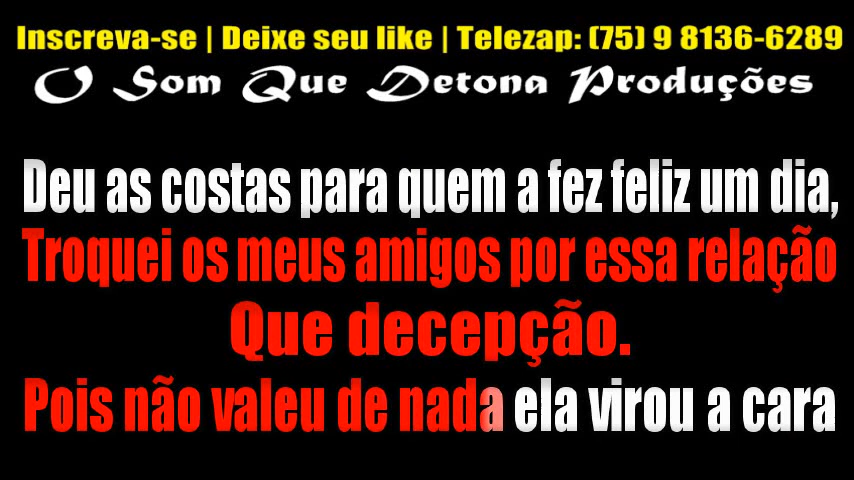 Inscreva-se | Deixe seu like | Telezap: (75) 9 8136-6289
O Som Que Detona Produções
Deu as costas para quem a fez feliz um dia,
Troquei os meus amigos por essa relação
Que decepção.
Pois não valeu de nada ela virou a cara